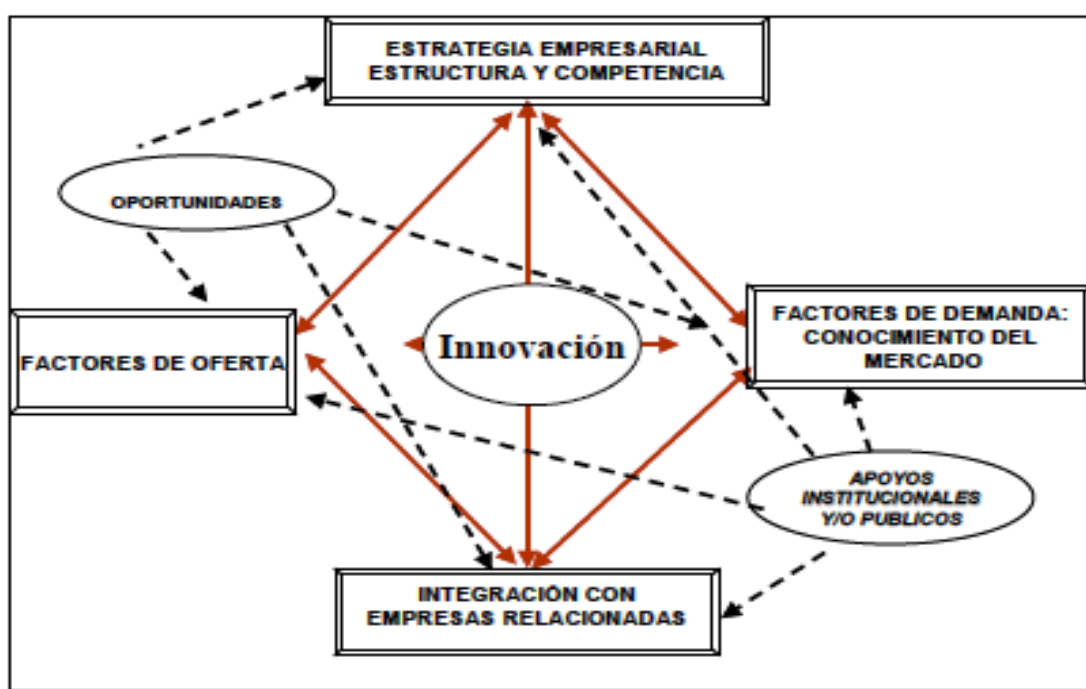 ESTRATEGIA EMPRESARIAL
ESTRUCTURA Y COMPETENCIA
OPORTUNIDADES
FACTORES DE OFERTA
Innovación
FACTORES DE DEMANDA:
CONOCIMIENTO DEL
MERCADO
APOYOS
INSTITUCIONALES
Y/O PUBLICOS
INTEGRACIÓN CON
EMPRESAS RELACIONADAS